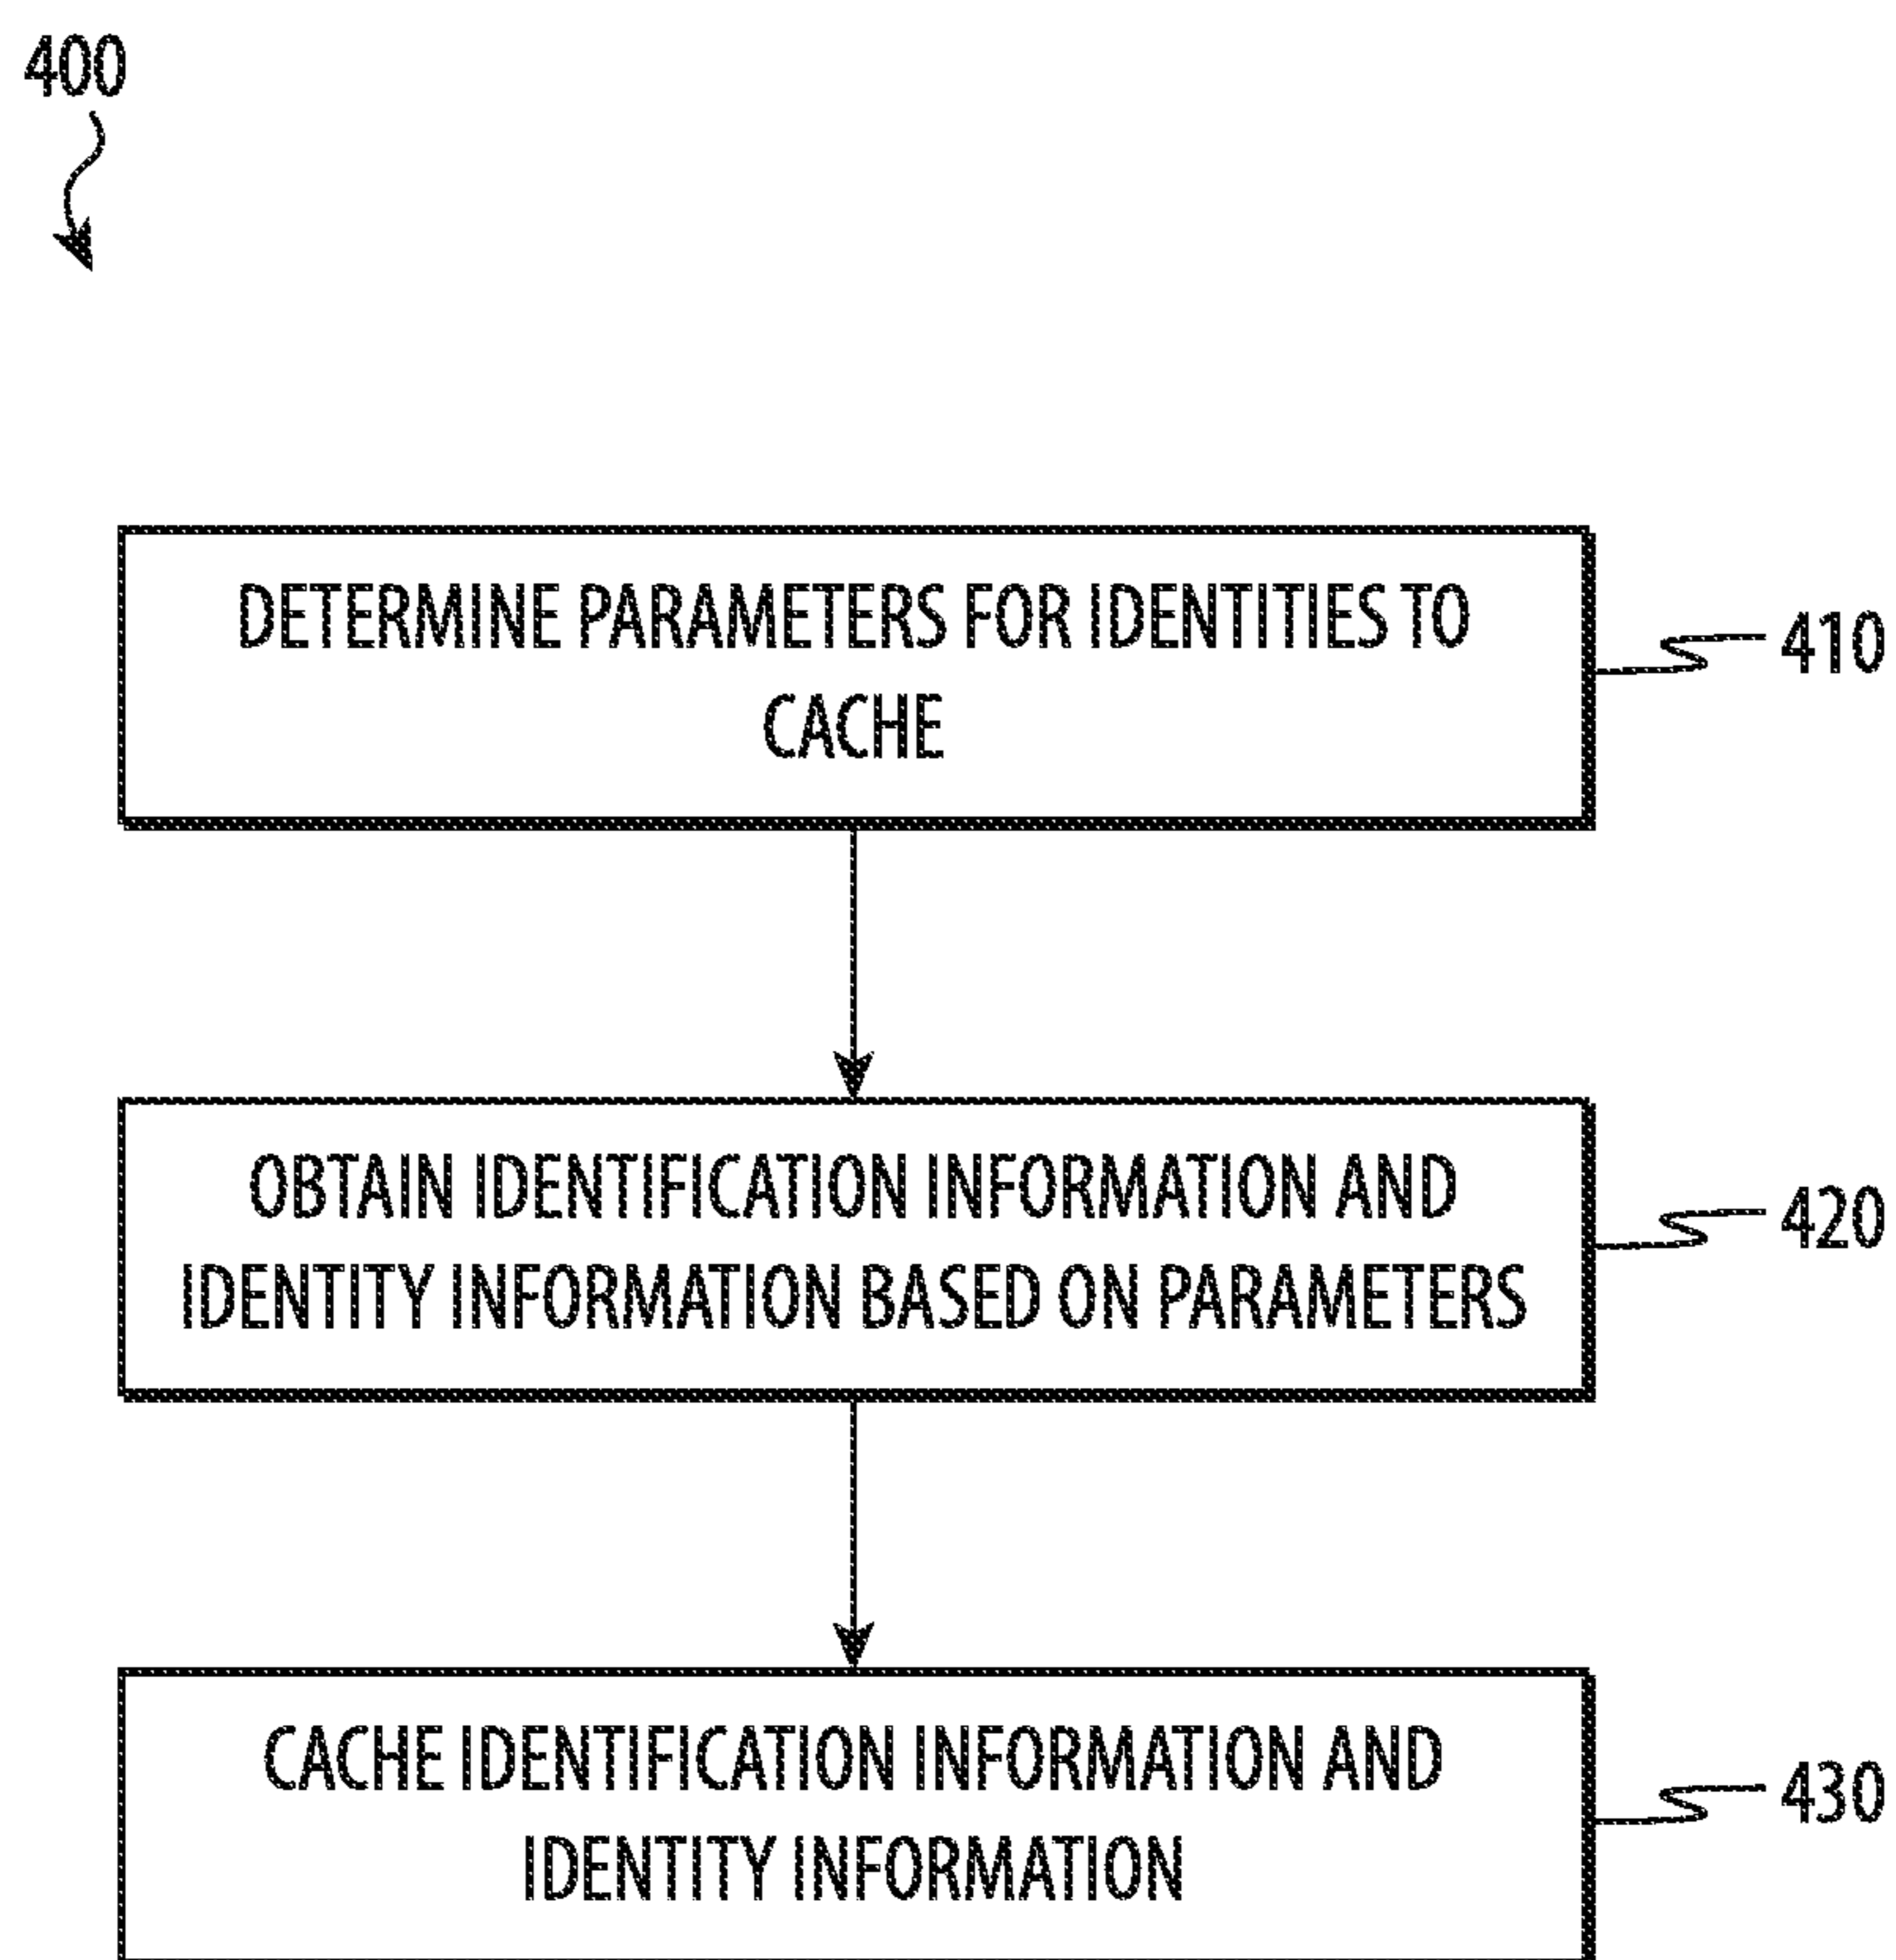 400
DETERMINE PARAMETERS FOR IDENTITIES TO
CACHE
410
OBTAIN IDENTIFICATION INFORMATION AND
IDENTITY INFORMATION BASED ON PARAMETERS
420
CACHE IDENTIFICATION INFORMATION AND
IDENTITY INFORMATION
430